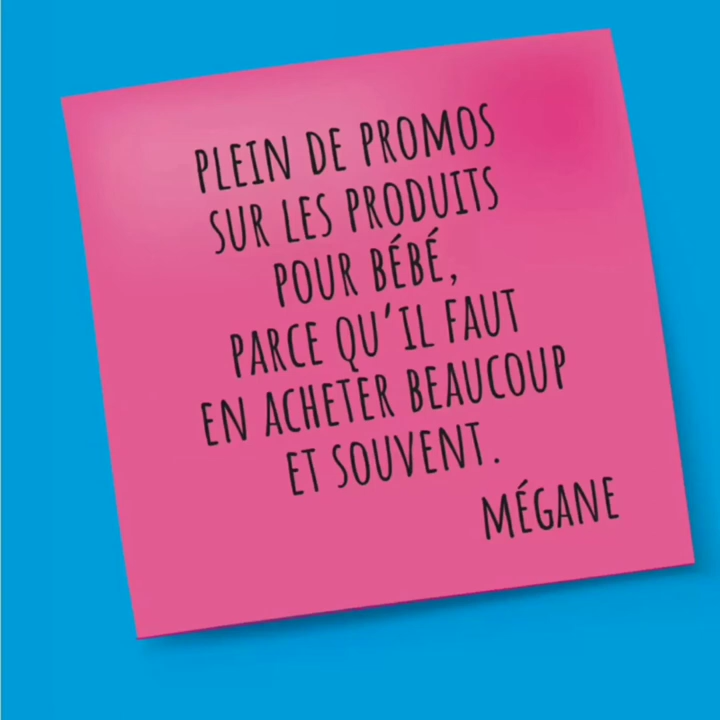 PLEIN DE PROMOS
SUR LES PRODUITS
POUR BÉBÉ,
PARCE QU'IL FAUT
EN ACHETER BEAUCOUP
ET SOUVENT.
MÉGANE